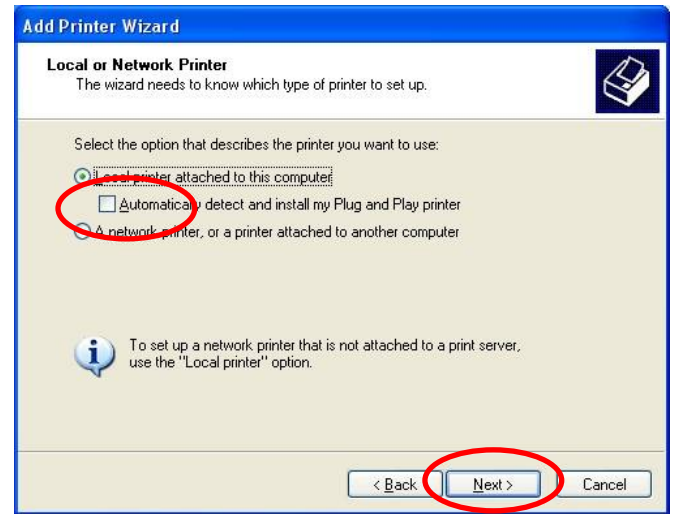 Add Printer Wizard
Local or Network Printer
The wizard needs to know which type of printer to set up.
Select the option that describes the printer you want to use:
Local printer attached to this computer
Automatically detect and install my Plug and Play printer
A network printer, or a printer attached to another computer
To set up a network printer that is not attached to a print server,
use the "Local printer" option.
< Back Next > Cancel